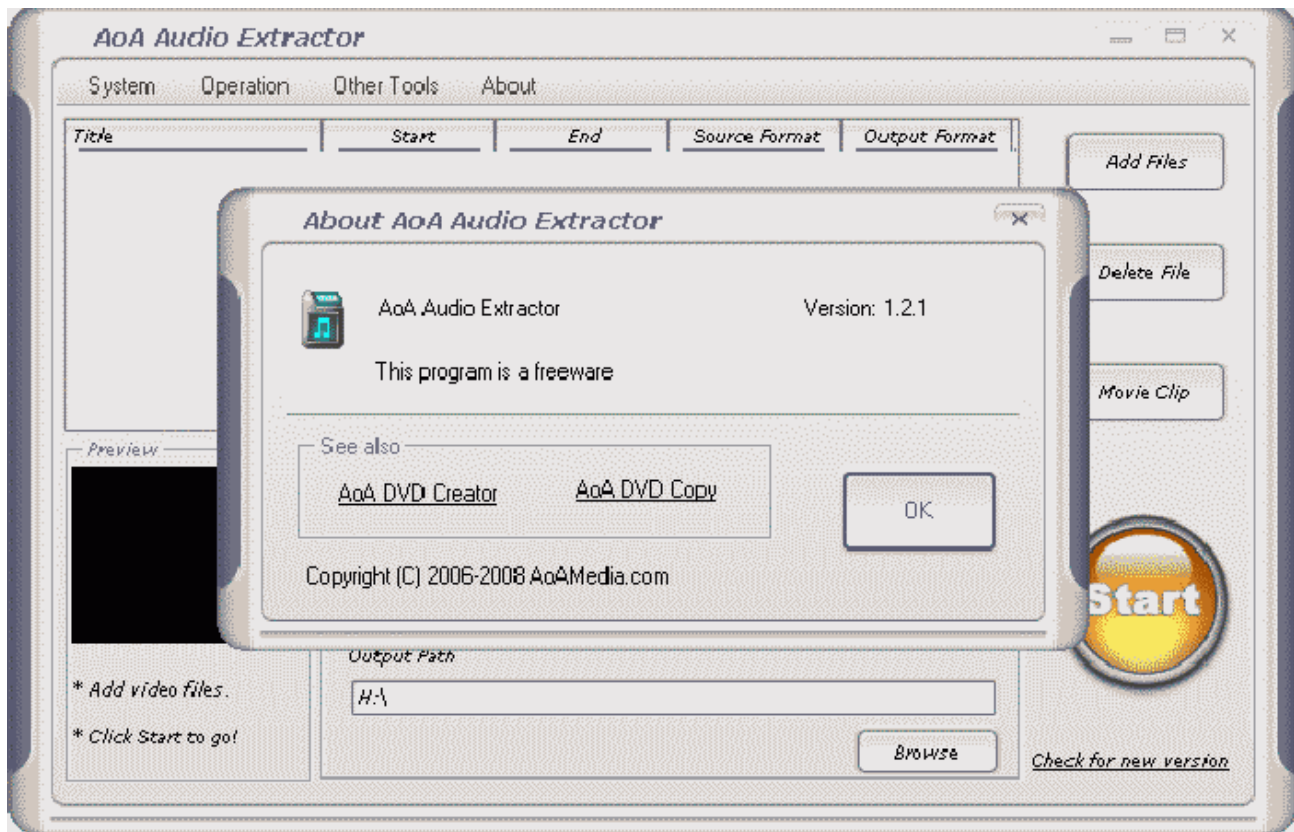 AoA Audio Extractor
System Operation Other Tools About
Title Start End Source Format Output Format
Add Files
About AoA Audio Extractor
Delete File
AoA Audio Extractor Version: 1.2.1
This program is a freeware
Movie Clip
Preview
See also
AoA DVD Creator AoA DVD Copy
OK
Copyright (C) 2006-2008 AoAMedia.com
Start
Output Path
* Add video files.
H:\
* Click Start to go!
Browse
Check for new version